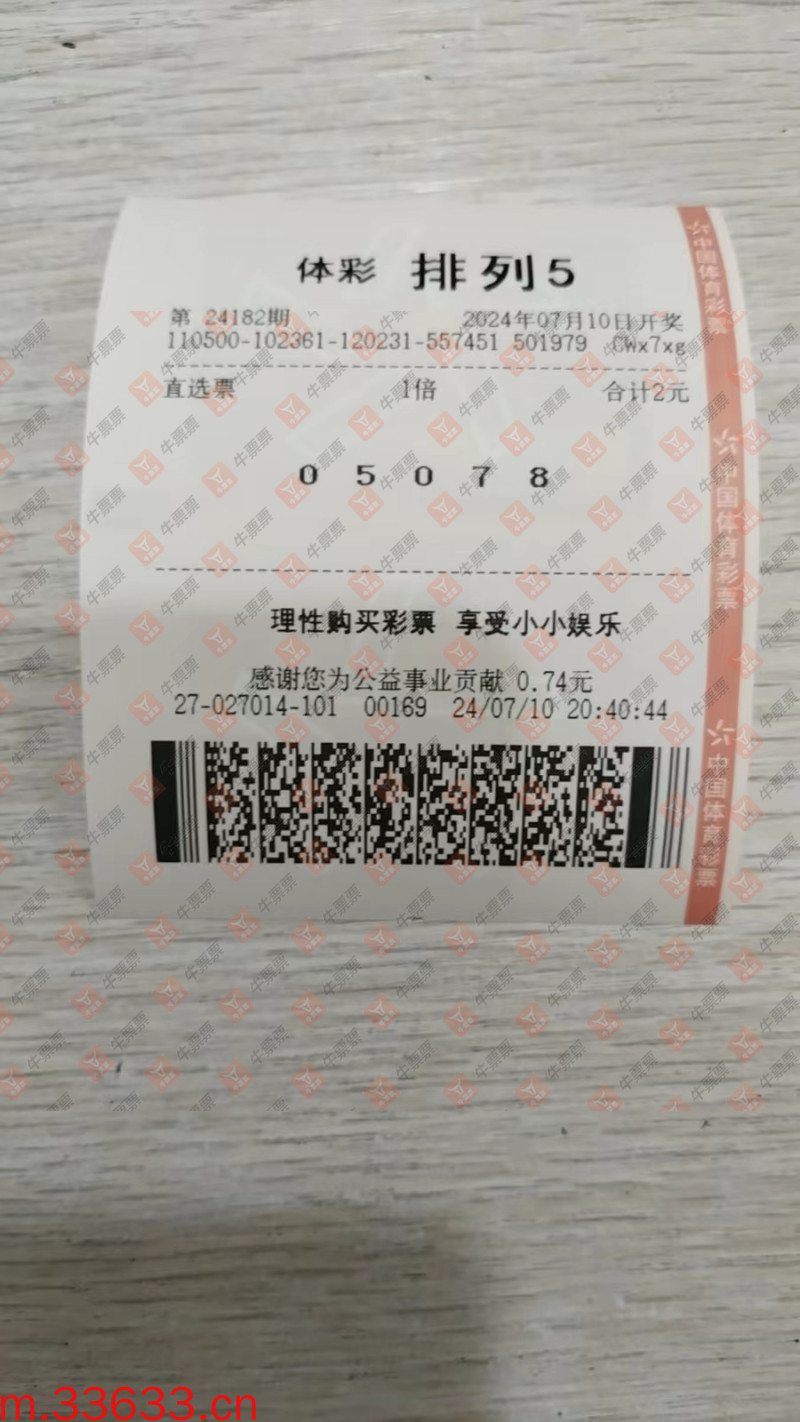 体彩 排列5
第 24182期 2024年07月10日开奖
110500-102361-120231-557451 501979 CWx7xg
直选票 1倍 合计2元
0 5 0 7 8
理性购买彩票 享受小小娱乐
感谢您为公益事业贡献 0.74元
27-027014-101 00169 24/07/10 20:40:44
中国体育彩票
中国体育彩票
中国体育彩票
牛票票
m.33633.cn